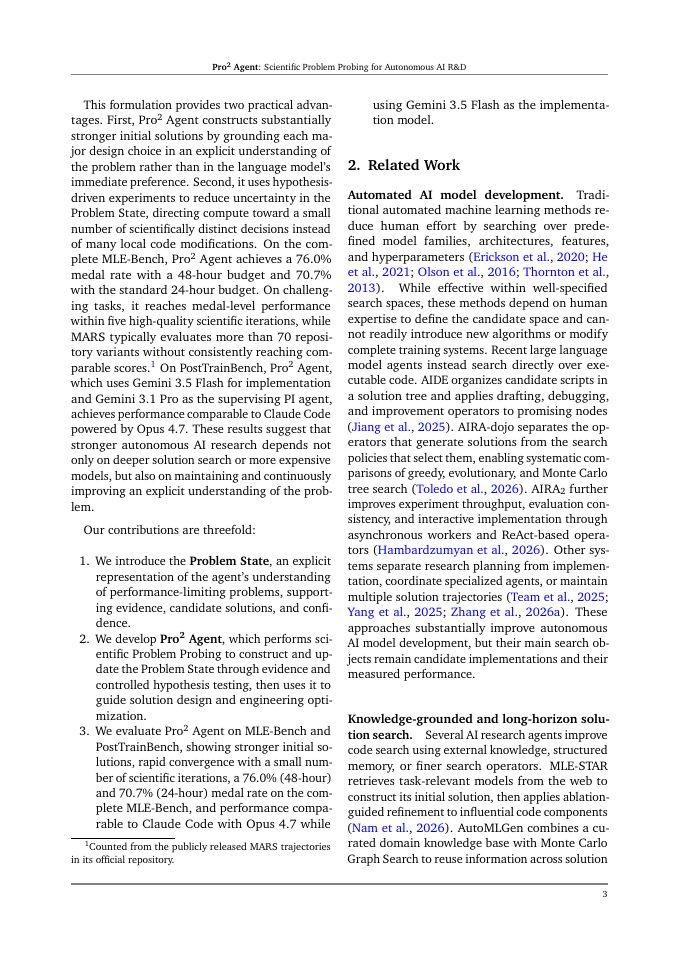 Pro² Agent: Scientific Problem Probing for Autonomous AI R&D
This formulation provides two practical advan-
tages. First, Pro² Agent constructs substantially
stronger initial solutions by grounding each ma-
jor design choice in an explicit understanding of
the problem rather than in the language model's
immediate preference. Second, it uses hypothesis-
driven experiments to reduce uncertainty in the
Problem State, directing compute toward a small
number of scientifically distinct decisions instead
of many local code modifications. On the com-
plete MLE-Bench, Pro² Agent achieves a 76.0%
medal rate with a 48-hour budget and 70.7%
with the standard 24-hour budget. On challeng-
ing tasks, it reaches medal-level performance
within five high-quality scientific iterations, while
MARS typically evaluates more than 70 reposi-
tory variants without consistently reaching com-
parable scores.¹ On PostTrainBench, Pro² Agent,
which uses Gemini 3.5 Flash for implementation
and Gemini 3.1 Pro as the supervising PI agent,
achieves performance comparable to Claude Code
powered by Opus 4.7. These results suggest that
stronger autonomous AI research depends not
only on deeper solution search or more expensive
models, but also on maintaining and continuously
improving an explicit understanding of the prob-
lem.
Our contributions are threefold:
1. We introduce the Problem State, an explicit
representation of the agent's understanding
of performance-limiting problems, support-
ing evidence, candidate solutions, and confi-
dence.
2. We develop Pro² Agent, which performs sci-
entific Problem Probing to construct and up-
date the Problem State through evidence and
controlled hypothesis testing, then uses it to
guide solution design and engineering opti-
mization.
3. We evaluate Pro² Agent on MLE-Bench and
PostTrainBench, showing stronger initial so-
lutions, rapid convergence with a small num-
ber of scientific iterations, a 76.0% (48-hour)
and 70.7% (24-hour) medal rate on the com-
plete MLE-Bench, and performance compa-
rable to Claude Code with Opus 4.7 while
¹Counted from the publicly released MARS trajectories
in its official repository.
using Gemini 3.5 Flash as the implementa-
tion model.
2. Related Work
Automated AI model development. Tradi-
tional automated machine learning methods re-
duce human effort by searching over prede-
fined model families, architectures, features,
and hyperparameters (Erickson et al., 2020; He
et al., 2021; Olson et al., 2016; Thornton et al.,
2013). While effective within well-specified
search spaces, these methods depend on human
expertise to define the candidate space and can-
not readily introduce new algorithms or modify
complete training systems. Recent large language
model agents instead search directly over exe-
cutable code. AIDE organizes candidate scripts in
a solution tree and applies drafting, debugging,
and improvement operators to promising nodes
(Jiang et al., 2025). AIRA-dojo separates the op-
erators that generate solutions from the search
policies that select them, enabling systematic com-
parisons of greedy, evolutionary, and Monte Carlo
tree search (Toledo et al., 2026). AIRA₂ further
improves experiment throughput, evaluation con-
sistency, and interactive implementation through
asynchronous workers and ReAct-based opera-
tors (Hambardzumyan et al., 2026). Other sys-
tems separate research planning from implemen-
tation, coordinate specialized agents, or maintain
multiple solution trajectories (Team et al., 2025;
Yang et al., 2025; Zhang et al., 2026a). These
approaches substantially improve autonomous
AI model development, but their main search ob-
jects remain candidate implementations and their
measured performance.
Knowledge-grounded and long-horizon solu-
tion search. Several AI research agents improve
code search using external knowledge, structured
memory, or finer search operators. MLE-STAR
retrieves task-relevant models from the web to
construct its initial solution, then applies ablation-
guided refinement to influential code components
(Nam et al., 2026). AutoMLGen combines a cu-
rated domain knowledge base with Monte Carlo
Graph Search to reuse information across solution
3